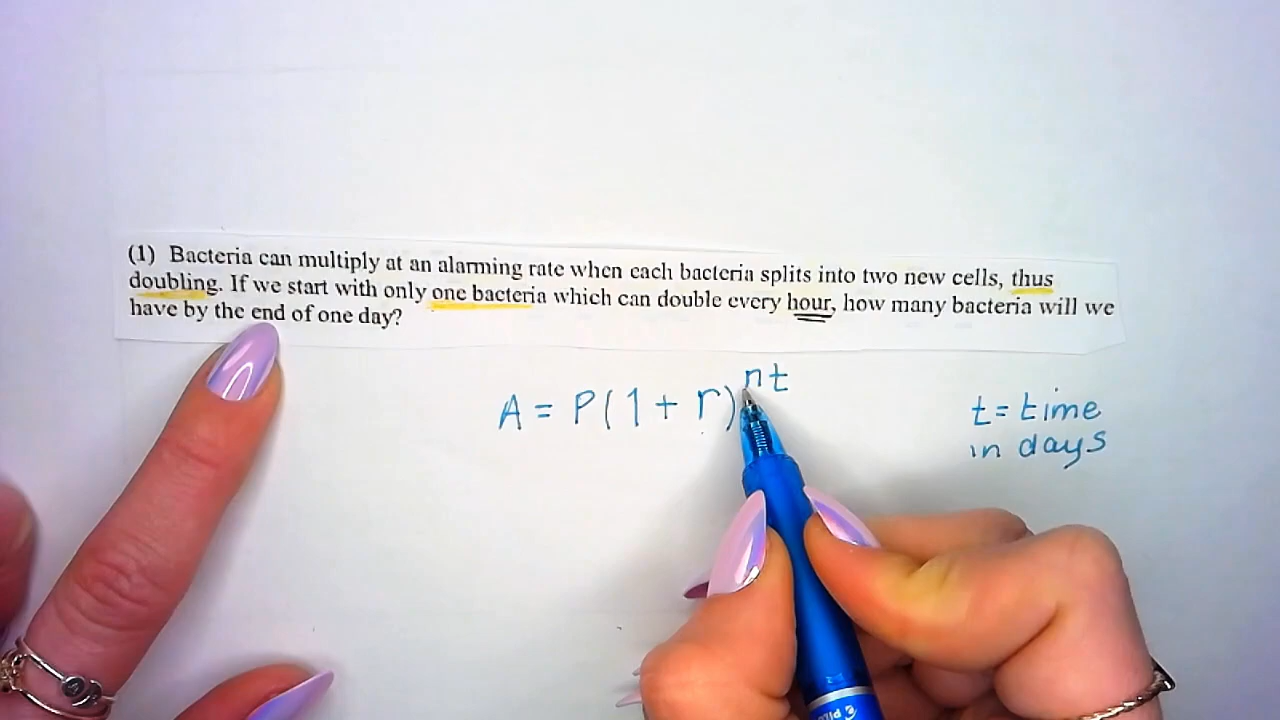 (1) Bacteria can multiply at an alarming rate when each bacteria splits into two new cells, thus
doubling. If we start with only one bacteria which can double every hour, how many bacteria will we
have by the end of one day?
A = P(1 + r)^nt
t = time
in days